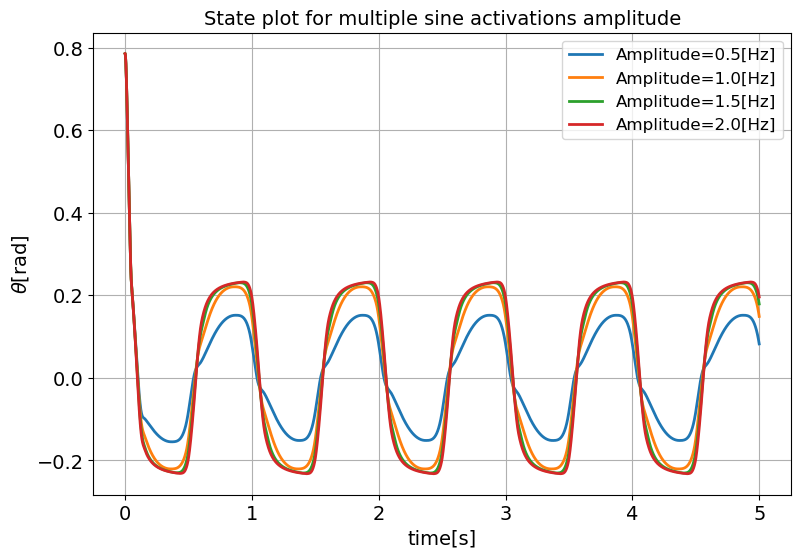 State plot for multiple sine activations amplitude
Amplitude=0.5[Hz]
Amplitude=1.0[Hz]
Amplitude=1.5[Hz]
Amplitude=2.0[Hz]
θ[rad]
0.8
0.6
0.4
0.2
0.0
−0.2
0 1 2 3 4 5
time[s]